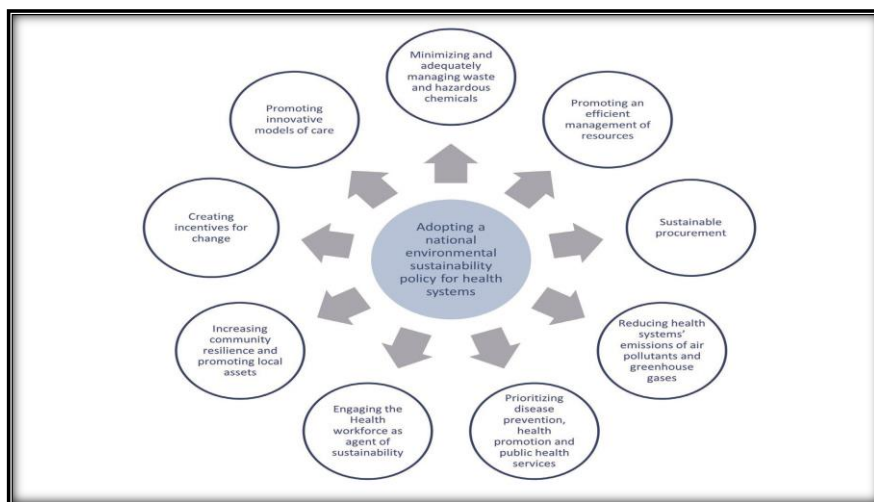 Minimizing and
adequately
managing waste
and hazardous
chemicals
Promoting an
efficient
management of
resources
Sustainable
procurement
Reducing health
systems'
emissions of air
pollutants and
greenhouse
gases
Prioritizing
disease
prevention,
health
promotion and
public health
services
Engaging the
Health
workforce as
agent of
sustainability
Increasing
community
resilience and
promoting local
assets
Creating
incentives for
change
Promoting
innovative
models of care
Adopting a
national
environmental
sustainability
policy for health
systems